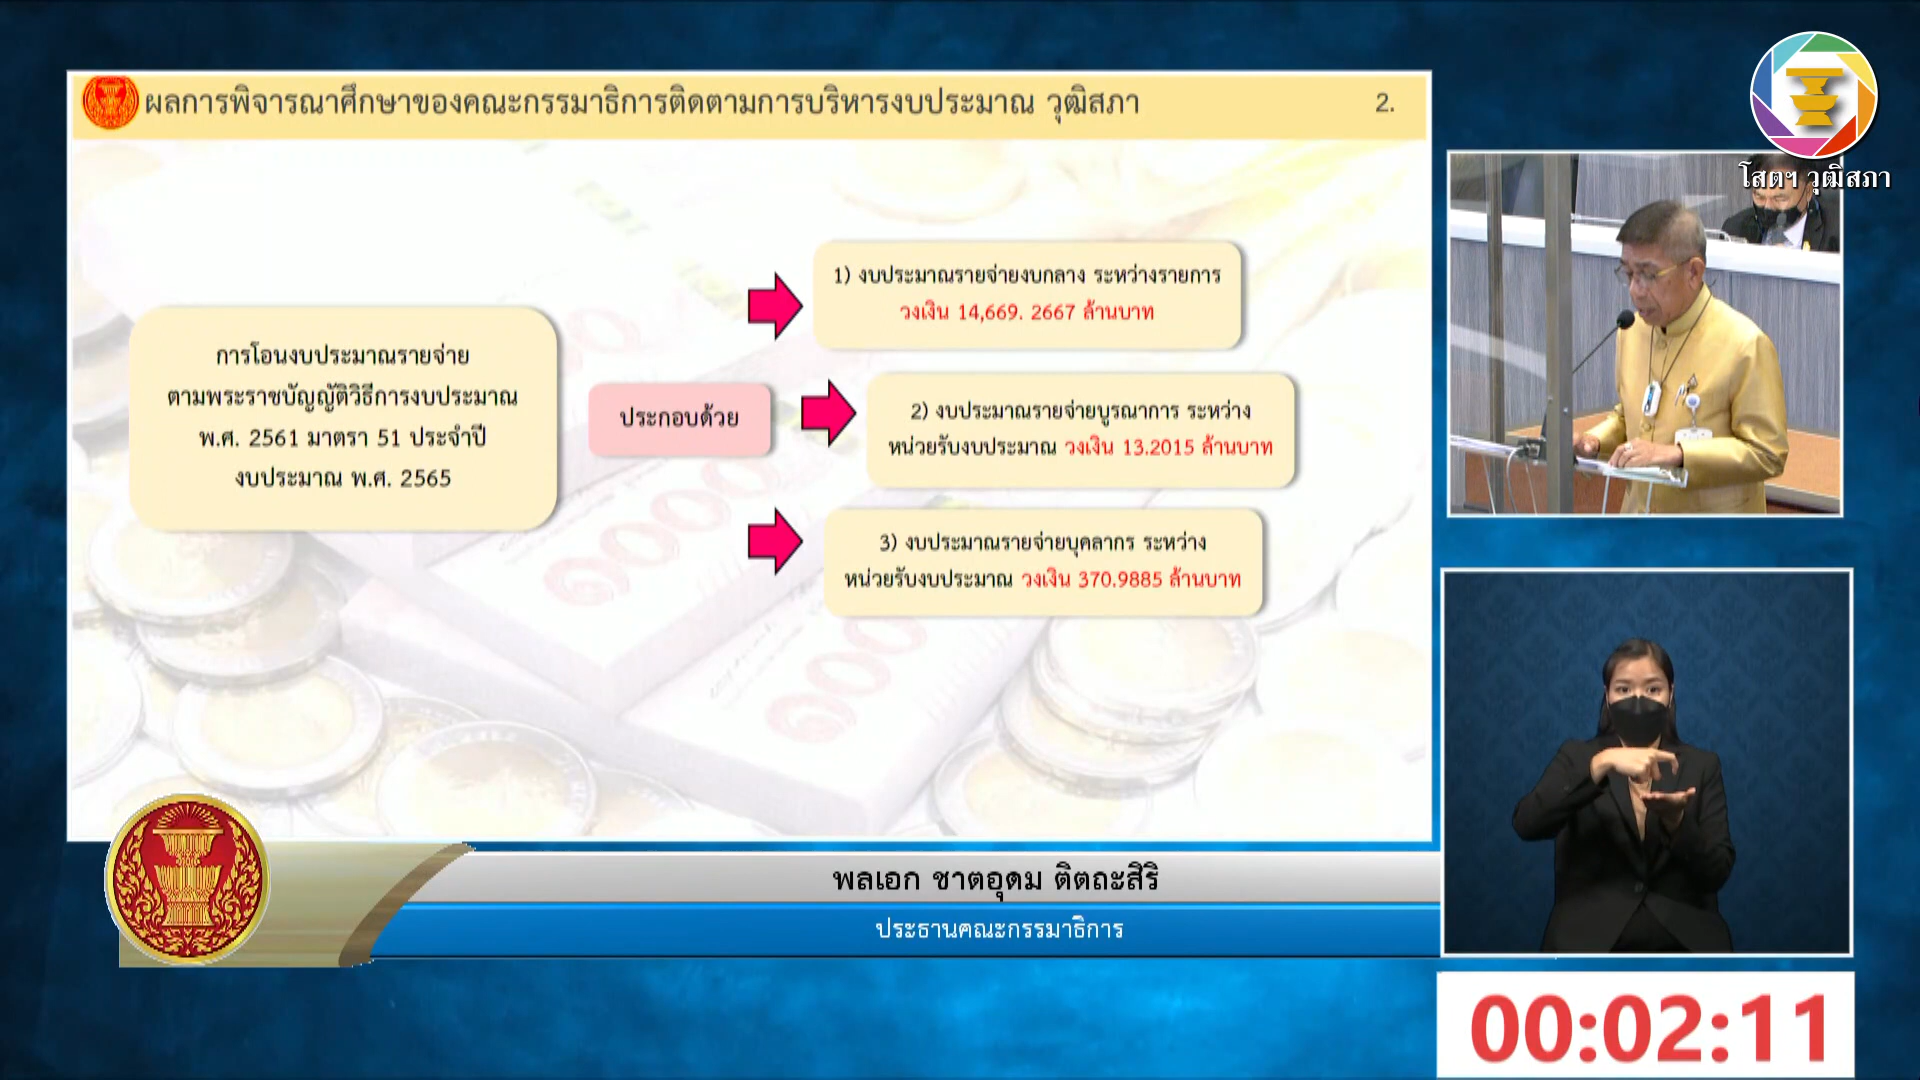 ผลการพิจารณาศึกษาของคณะกรรมาธิการติดตามการบริหารงบประมาณ วุฒิสภา
2.
โสตฯ วุฒิสภา
การโอนงบประมาณรายจ่าย
ตามพระราชบัญญัติวิธีการงบประมาณ
พ.ศ. 2561 มาตรา 51 ประจำปี
งบประมาณ พ.ศ. 2565
ประกอบด้วย
1) งบประมาณรายจ่ายงบกลาง ระหว่างรายการ
วงเงิน 14,669. 2667 ล้านบาท
2) งบประมาณรายจ่ายบูรณาการ ระหว่าง
หน่วยรับงบประมาณ วงเงิน 13.2015 ล้านบาท
3) งบประมาณรายจ่ายบุคลากร ระหว่าง
หน่วยรับงบประมาณ วงเงิน 370.9885 ล้านบาท
พลเอก ชาตอุดม ติตถะสิริ
ประธานคณะกรรมาธิการ
00:02:11